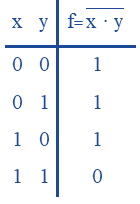 x y f=x · y
0 0 1
0 1 1
1 0 1
1 1 0